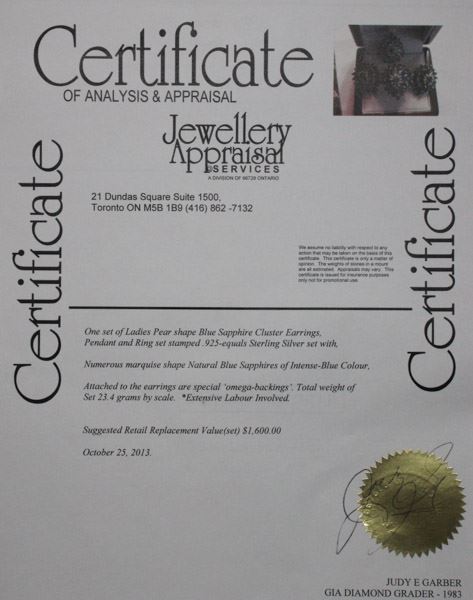 Certificate
OF ANALYSIS & APPRAISAL
Jewellery
Appraisal
SERVICES
A DIVISION OF 66728 ONTARIO
21 Dundas Square Suite 1500,
Toronto ON M5B 1B9 (416) 862 -7132
Certificate
Certificate
We assume no liability with respect to any
action that may be taken on the basis of this
certificate. This certificate is only a matter of
opinion. The weights of stones in a mount
are all estimated. Appraisals may vary. This
certificate is issued for insurance purposes
only not for promotional use.
One set of Ladies Pear shape Blue Sapphire Cluster Earrings,
Pendant and Ring set stamped .925-equals Sterling Silver set with,
Numerous marquise shape Natural Blue Sapphires of Intense-Blue Colour,
Attached to the earrings are special 'omega-backings'. Total weight of
Set 23.4 grams by scale. *Extensive Labour Involved.
Suggested Retail Replacement Value(set) $1,600.00
October 25, 2013.
JUDY E GARBER
GIA DIAMOND GRADER - 1983